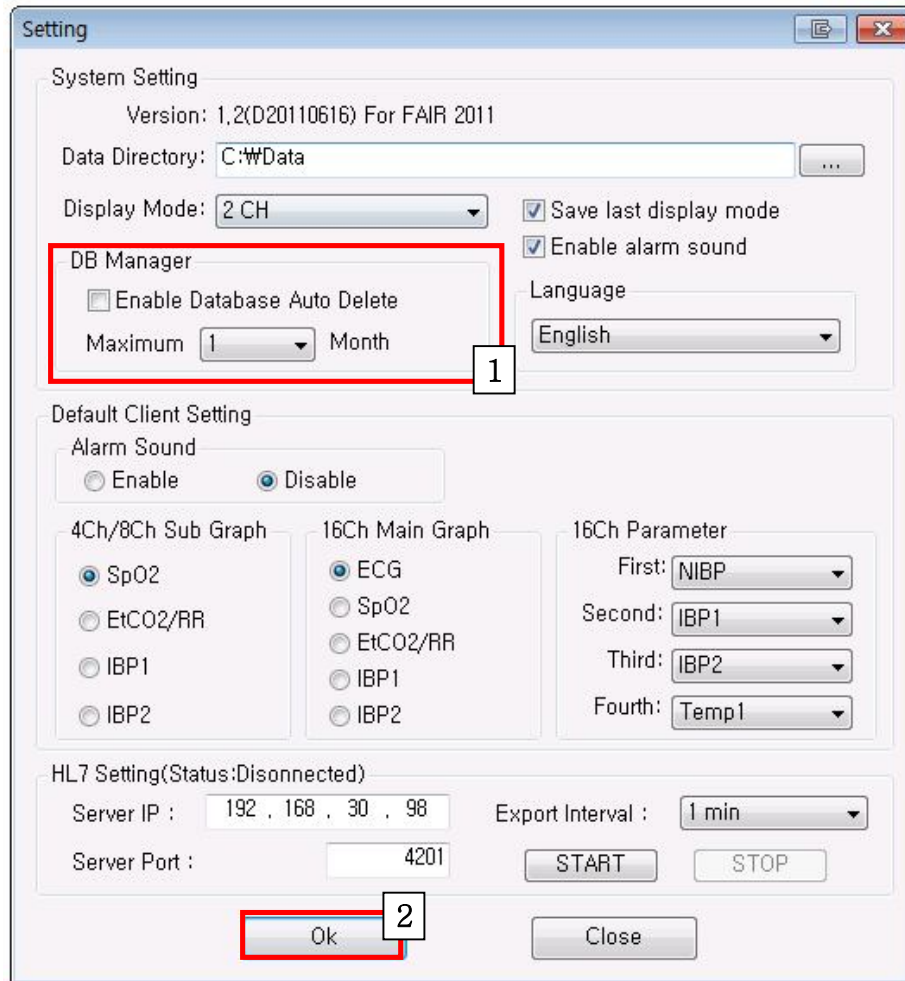 Setting
System Setting
Version: 1,2(D20110616) For FAIR 2011
Data Directory: C:₩Data ...
Display Mode: 2 CH
Save last display mode
Enable alarm sound
DB Manager
Enable Database Auto Delete
Maximum 1 Month
1
Language
English
Default Client Setting
Alarm Sound
Enable Disable
4Ch/8Ch Sub Graph
SpO2
EtCO2/RR
IBP1
IBP2
16Ch Main Graph
ECG
SpO2
EtCO2/RR
IBP1
IBP2
16Ch Parameter
First: NIBP
Second: IBP1
Third: IBP2
Fourth: Temp1
HL7 Setting(Status:Disonnected)
Server IP : 192 . 168 . 30 . 98
Export Interval : 1 min
Server Port : 4201
START STOP
2
Ok Close